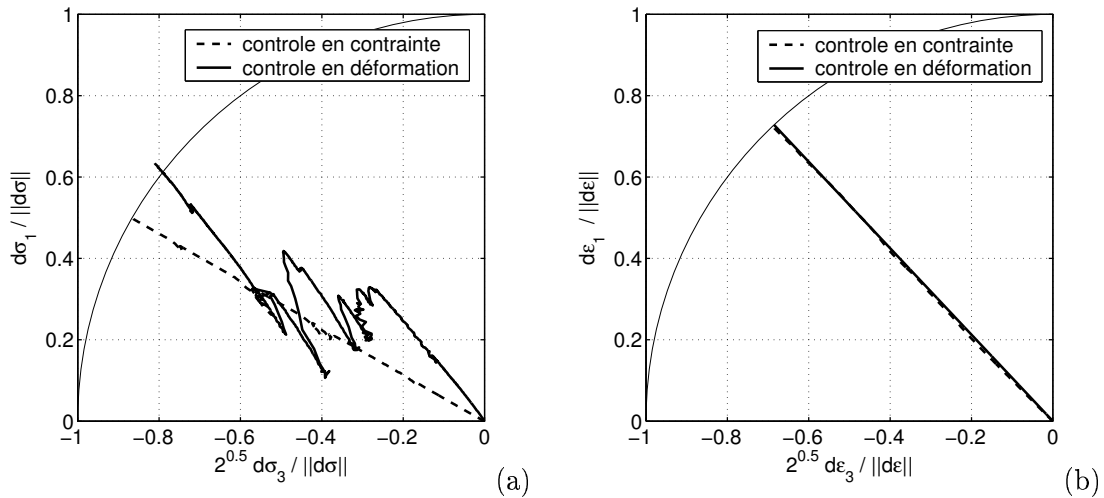 controle en contrainte
controle en déformation
1
0.8
0.6
0.4
0.2
0
dσ₁ / ||dσ||
-1 -0.8 -0.6 -0.4 -0.2 0
2^0.5 dσ₃ / ||dσ||
(a)
controle en contrainte
controle en déformation
1
0.8
0.6
0.4
0.2
0
dε₁ / ||dε||
-1 -0.8 -0.6 -0.4 -0.2 0
2^0.5 dε₃ / ||dε||
(b)